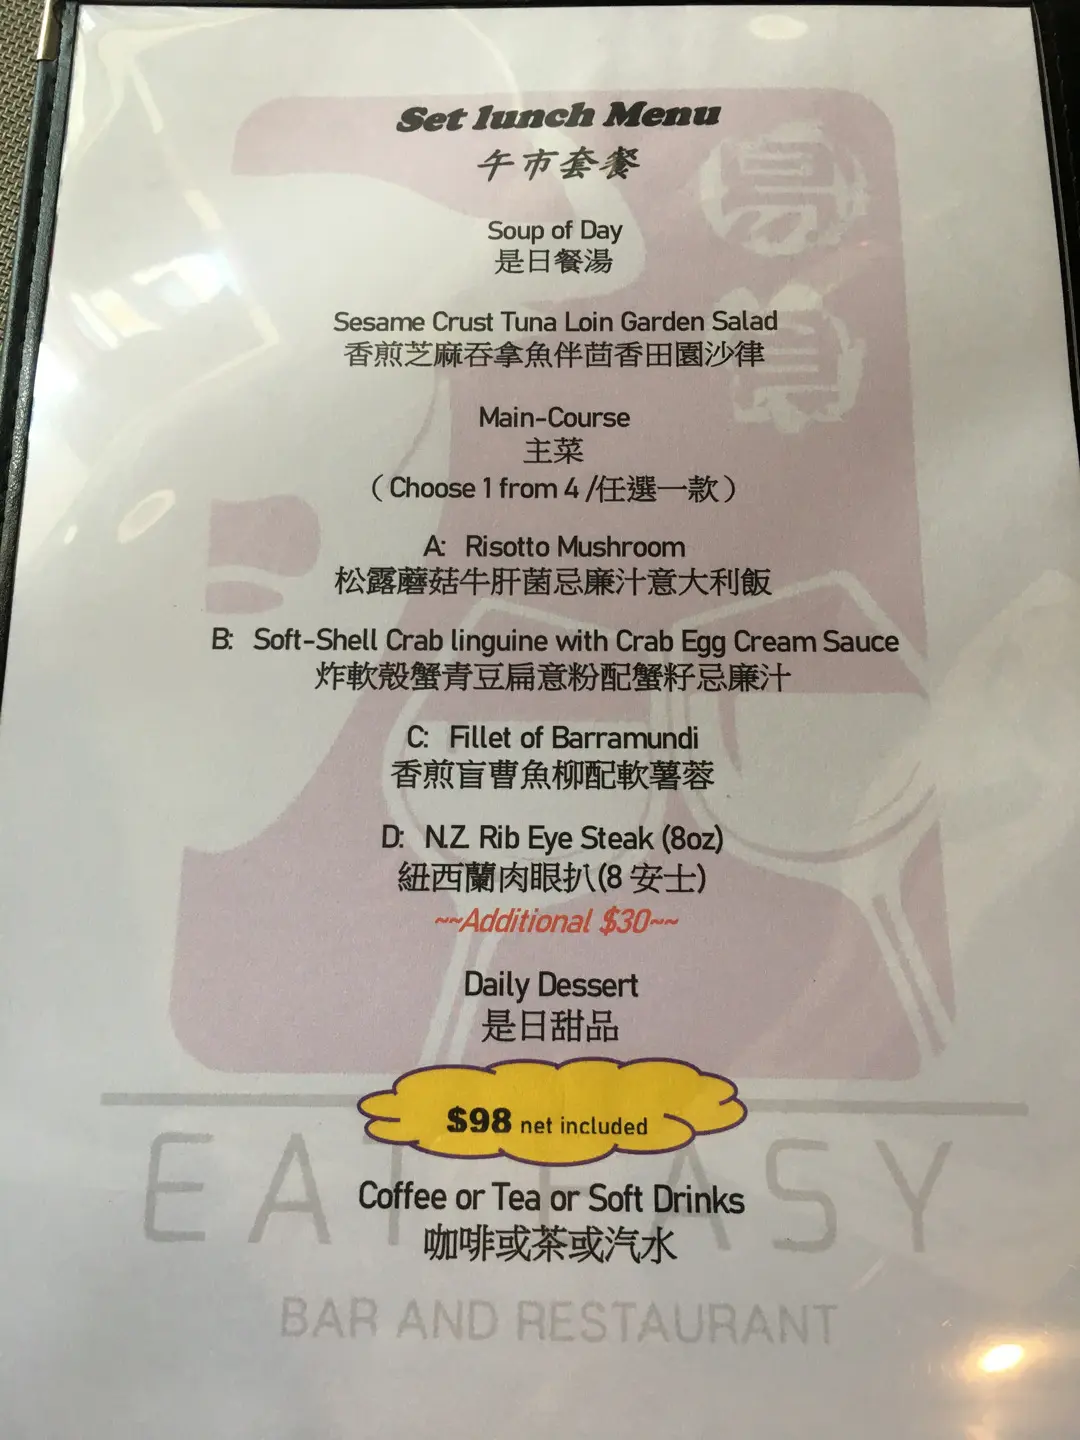 Set lunch Menu
午市套餐
Soup of Day
是日餐湯
Sesame Crust Tuna Loin Garden Salad
香煎芝麻吞拿魚伴茴香田園沙律
Main-Course
主菜
（Choose 1 from 4 /任選一款）
A: Risotto Mushroom
松露蘑菇牛肝菌忌廉汁意大利飯
B: Soft-Shell Crab linguine with Crab Egg Cream Sauce
炸軟殼蟹青豆扁意粉配蟹籽忌廉汁
C: Fillet of Barramundi
香煎盲曹魚柳配軟薯蓉
D: N.Z. Rib Eye Steak (8oz)
紐西蘭肉眼扒(8 安士)
~~Additional $30~~
Daily Dessert
是日甜品
$98 net included
EAT EASY
Coffee or Tea or Soft Drinks
咖啡或茶或汽水
BAR AND RESTAURANT